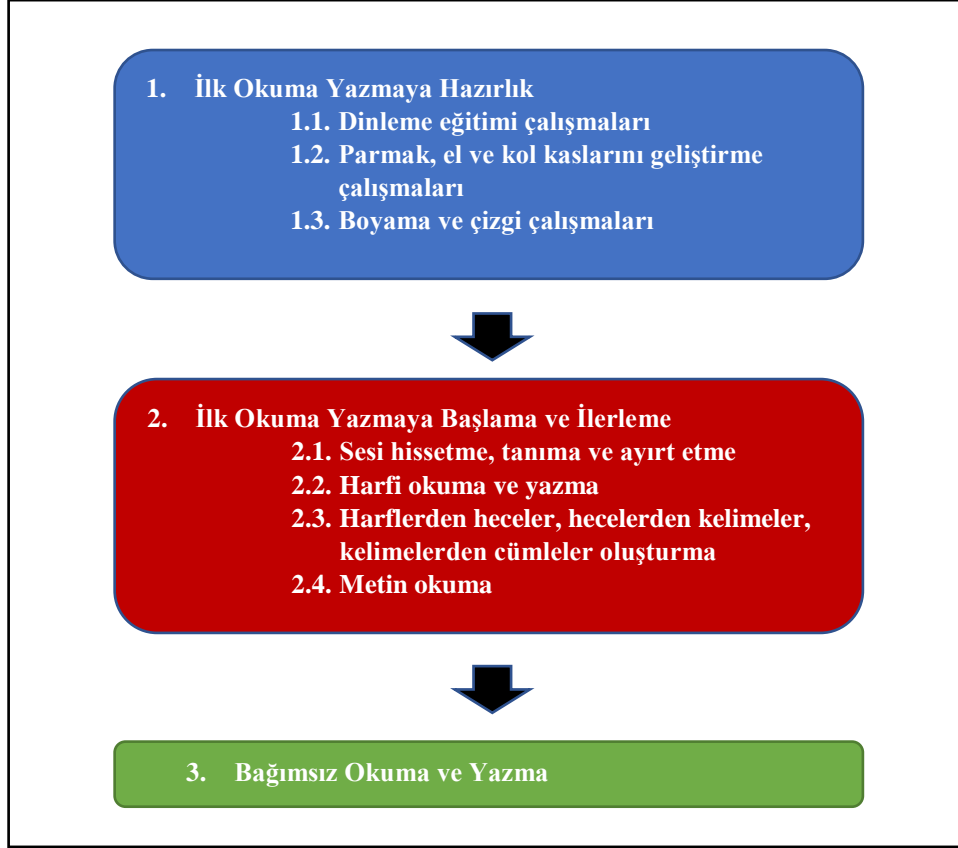 1. İlk Okuma Yazmaya Hazırlık
1.1. Dinleme eğitimi çalışmaları
1.2. Parmak, el ve kol kaslarını geliştirme
çalışmaları
1.3. Boyama ve çizgi çalışmaları
2. İlk Okuma Yazmaya Başlama ve İlerleme
2.1. Sesi hissetme, tanıma ve ayırt etme
2.2. Harfi okuma ve yazma
2.3. Harflerden heceler, hecelerden kelimeler,
kelimelerden cümleler oluşturma
2.4. Metin okuma
3. Bağımsız Okuma ve Yazma